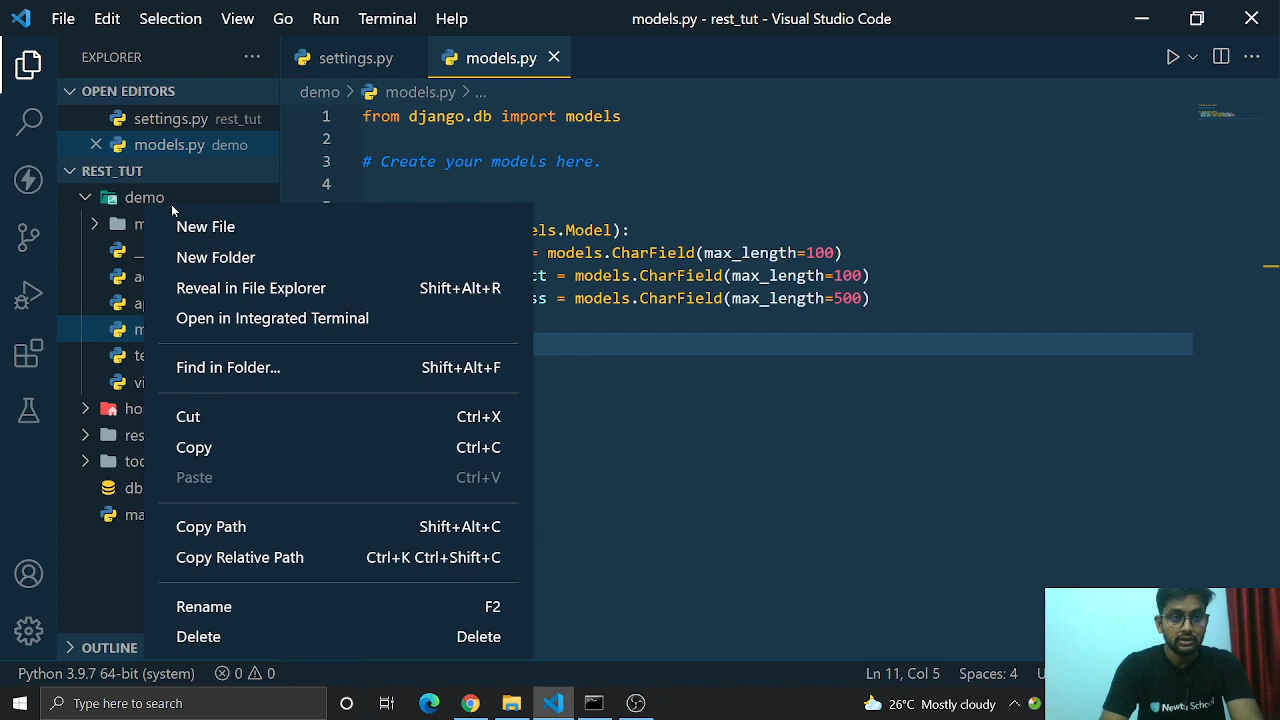 File Edit Selection View Go Run Terminal Help models.py - rest_tut - Visual Studio Code
EXPLORER
settings.py
models.py
OPEN EDITORS
settings.py rest_tut
models.py demo
REST_TUT
demo
demo > models.py > ...
1 from django.db import models
2
3 # Create your models here.
4
els.Model):
= models.CharField(max_length=100)
ct = models.CharField(max_length=100)
ss = models.CharField(max_length=500)
New File
New Folder
Reveal in File Explorer Shift+Alt+R
Open in Integrated Terminal
Find in Folder... Shift+Alt+F
Cut Ctrl+X
Copy Ctrl+C
Paste Ctrl+V
Copy Path Shift+Alt+C
Copy Relative Path Ctrl+K Ctrl+Shift+C
Rename F2
Delete Delete
OUTLINE
Python 3.9.7 64-bit (system) 0 0 Ln 11, Col 5 Spaces: 4
Type here to search
26°C Mostly cloudy
School